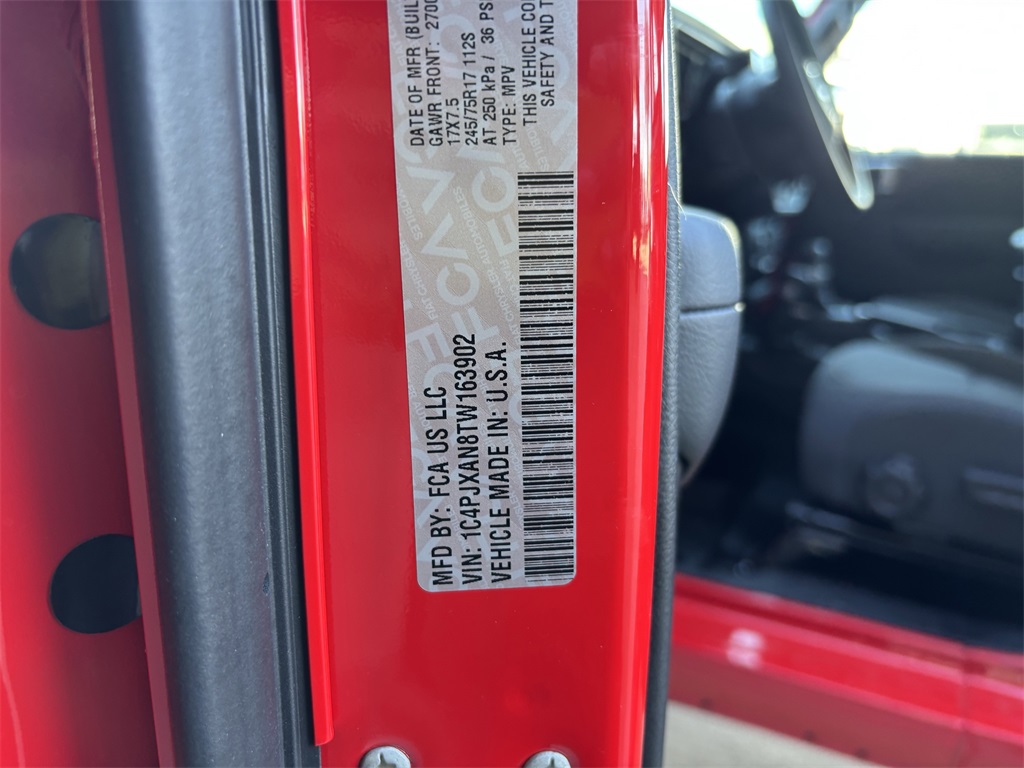 MFD BY: FCA US LLC
VIN: 1C4PJXAN8TW163902
VEHICLE MADE IN: U.S.A.
DATE OF MFR (BUIL
GAWR FRONT: 2700
17X7.5
245/75R17 112S
AT 250 kPa / 36 PS
TYPE: MPV
THIS VEHICLE CO
SAFETY AND T